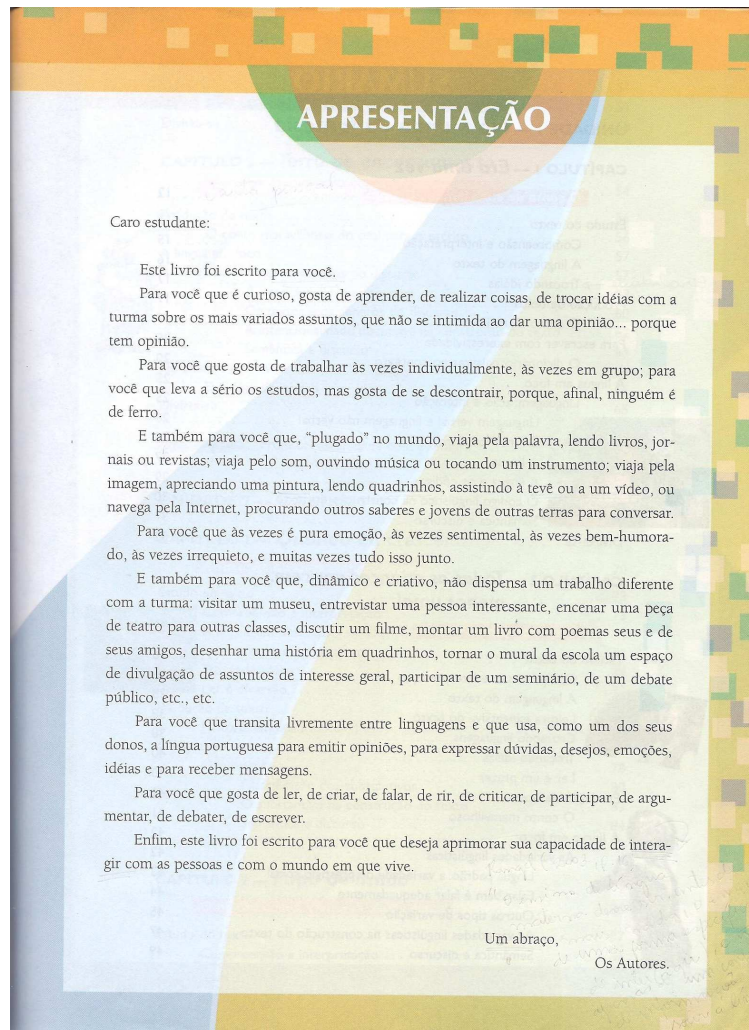 APRESENTAÇÃO
Caro estudante:
Este livro foi escrito para você.
Para você que é curioso, gosta de aprender, de realizar coisas, de trocar idéias com a
turma sobre os mais variados assuntos, que não se intimida ao dar uma opinião... porque
tem opinião.
Para você que gosta de trabalhar às vezes individualmente, às vezes em grupo; para
você que leva a sério os estudos, mas gosta de se descontrair, porque, afinal, ninguém é
de ferro.
E também para você que, “plugado” no mundo, viaja pela palavra, lendo livros, jor-
nais ou revistas; viaja pelo som, ouvindo música ou tocando um instrumento; viaja pela
imagem, apreciando uma pintura, lendo quadrinhos, assistindo à tevê ou a um vídeo, ou
navega pela Internet, procurando outros saberes e jovens de outras terras para conversar.
Para você que às vezes é pura emoção, às vezes sentimental, às vezes bem-humora-
do, às vezes irrequieto, e muitas vezes tudo isso junto.
E também para você que, dinâmico e criativo, não dispensa um trabalho diferente
com a turma: visitar um museu, entrevistar uma pessoa interessante, encenar uma peça
de teatro para outras classes, discutir um filme, montar um livro com poemas seus e de
seus amigos, desenhar uma história em quadrinhos, tornar o mural da escola um espaço
de divulgação de assuntos de interesse geral, participar de um seminário, de um debate
público, etc., etc.
Para você que transita livremente entre linguagens e que usa, como um dos seus
donos, a língua portuguesa para emitir opiniões, para expressar dúvidas, desejos, emoções,
idéias e para receber mensagens.
Para você que gosta de ler, de criar, de falar, de rir, de criticar, de participar, de argu-
mentar, de debater, de escrever.
Enfim, este livro foi escrito para você que deseja aprimorar sua capacidade de intera-
gir com as pessoas e com o mundo em que vive.
Um abraço,
Os Autores.